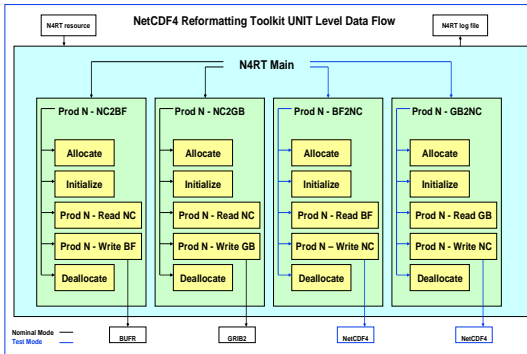 NetCDF4 Reformatting Toolkit UNIT Level Data Flow
N4RT resource
N4RT log file
N4RT Main
Prod N - NC2BF
Allocate
Initialize
Prod N - Read NC
Prod N - Write BF
Deallocate
Prod N - NC2GB
Allocate
Initialize
Prod N - Read NC
Prod N - Write GB
Deallocate
Prod N - BF2NC
Allocate
Initialize
Prod N - Read BF
Prod N – Write NC
Deallocate
Prod N - GB2NC
Allocate
Initialize
Prod N - Read GB
Prod N - Write NC
Deallocate
Nominal Mode
Test Mode
BUFR
GRIB2
NetCDF4
NetCDF4